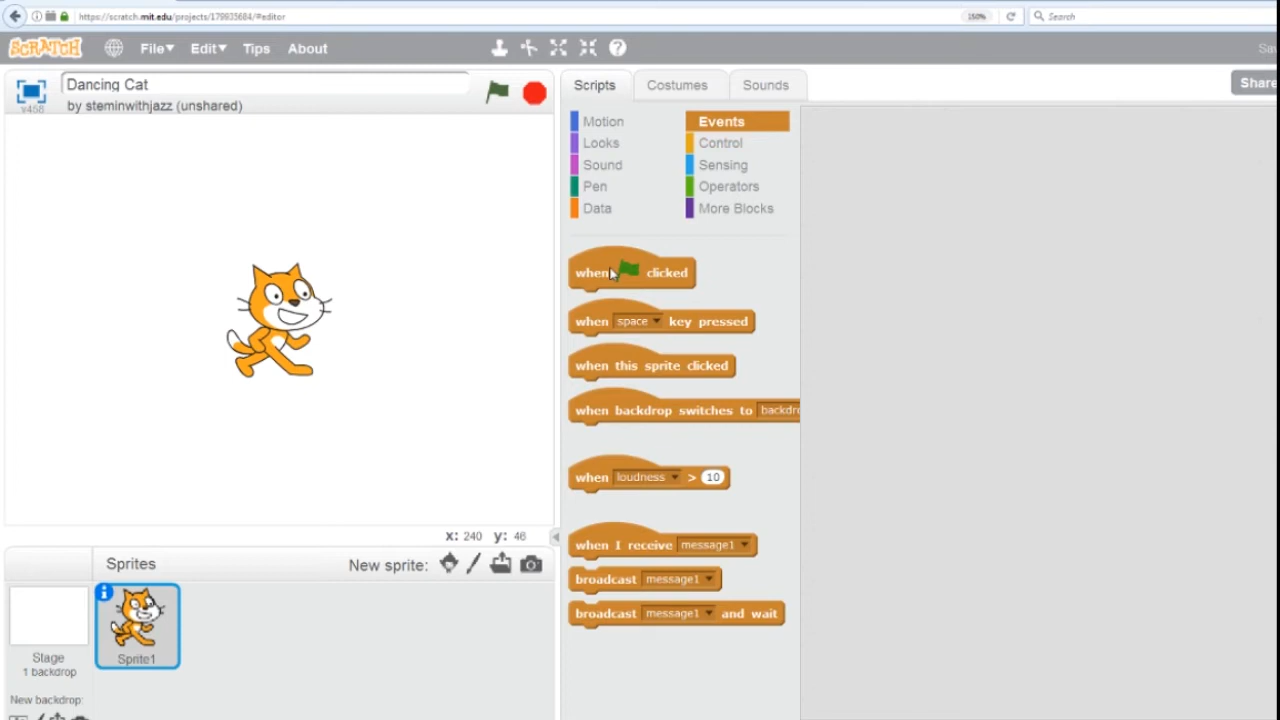 https://scratch.mit.edu/projects/179935684/#editor
150%
Search
SCRATCH
File▾ Edit▾ Tips About
Dancing Cat
by steminwithjazz (unshared)
v458
Scripts Costumes Sounds
Share
Motion Events
Looks Control
Sound Sensing
Pen Operators
Data More Blocks
when clicked
when space key pressed
when this sprite clicked
when backdrop switches to
when loudness > 10
when I receive message1
broadcast message1
broadcast message1 and wait
x: 240 y: 46
Sprites New sprite:
i
Sprite1
Stage
1 backdrop
New backdrop: